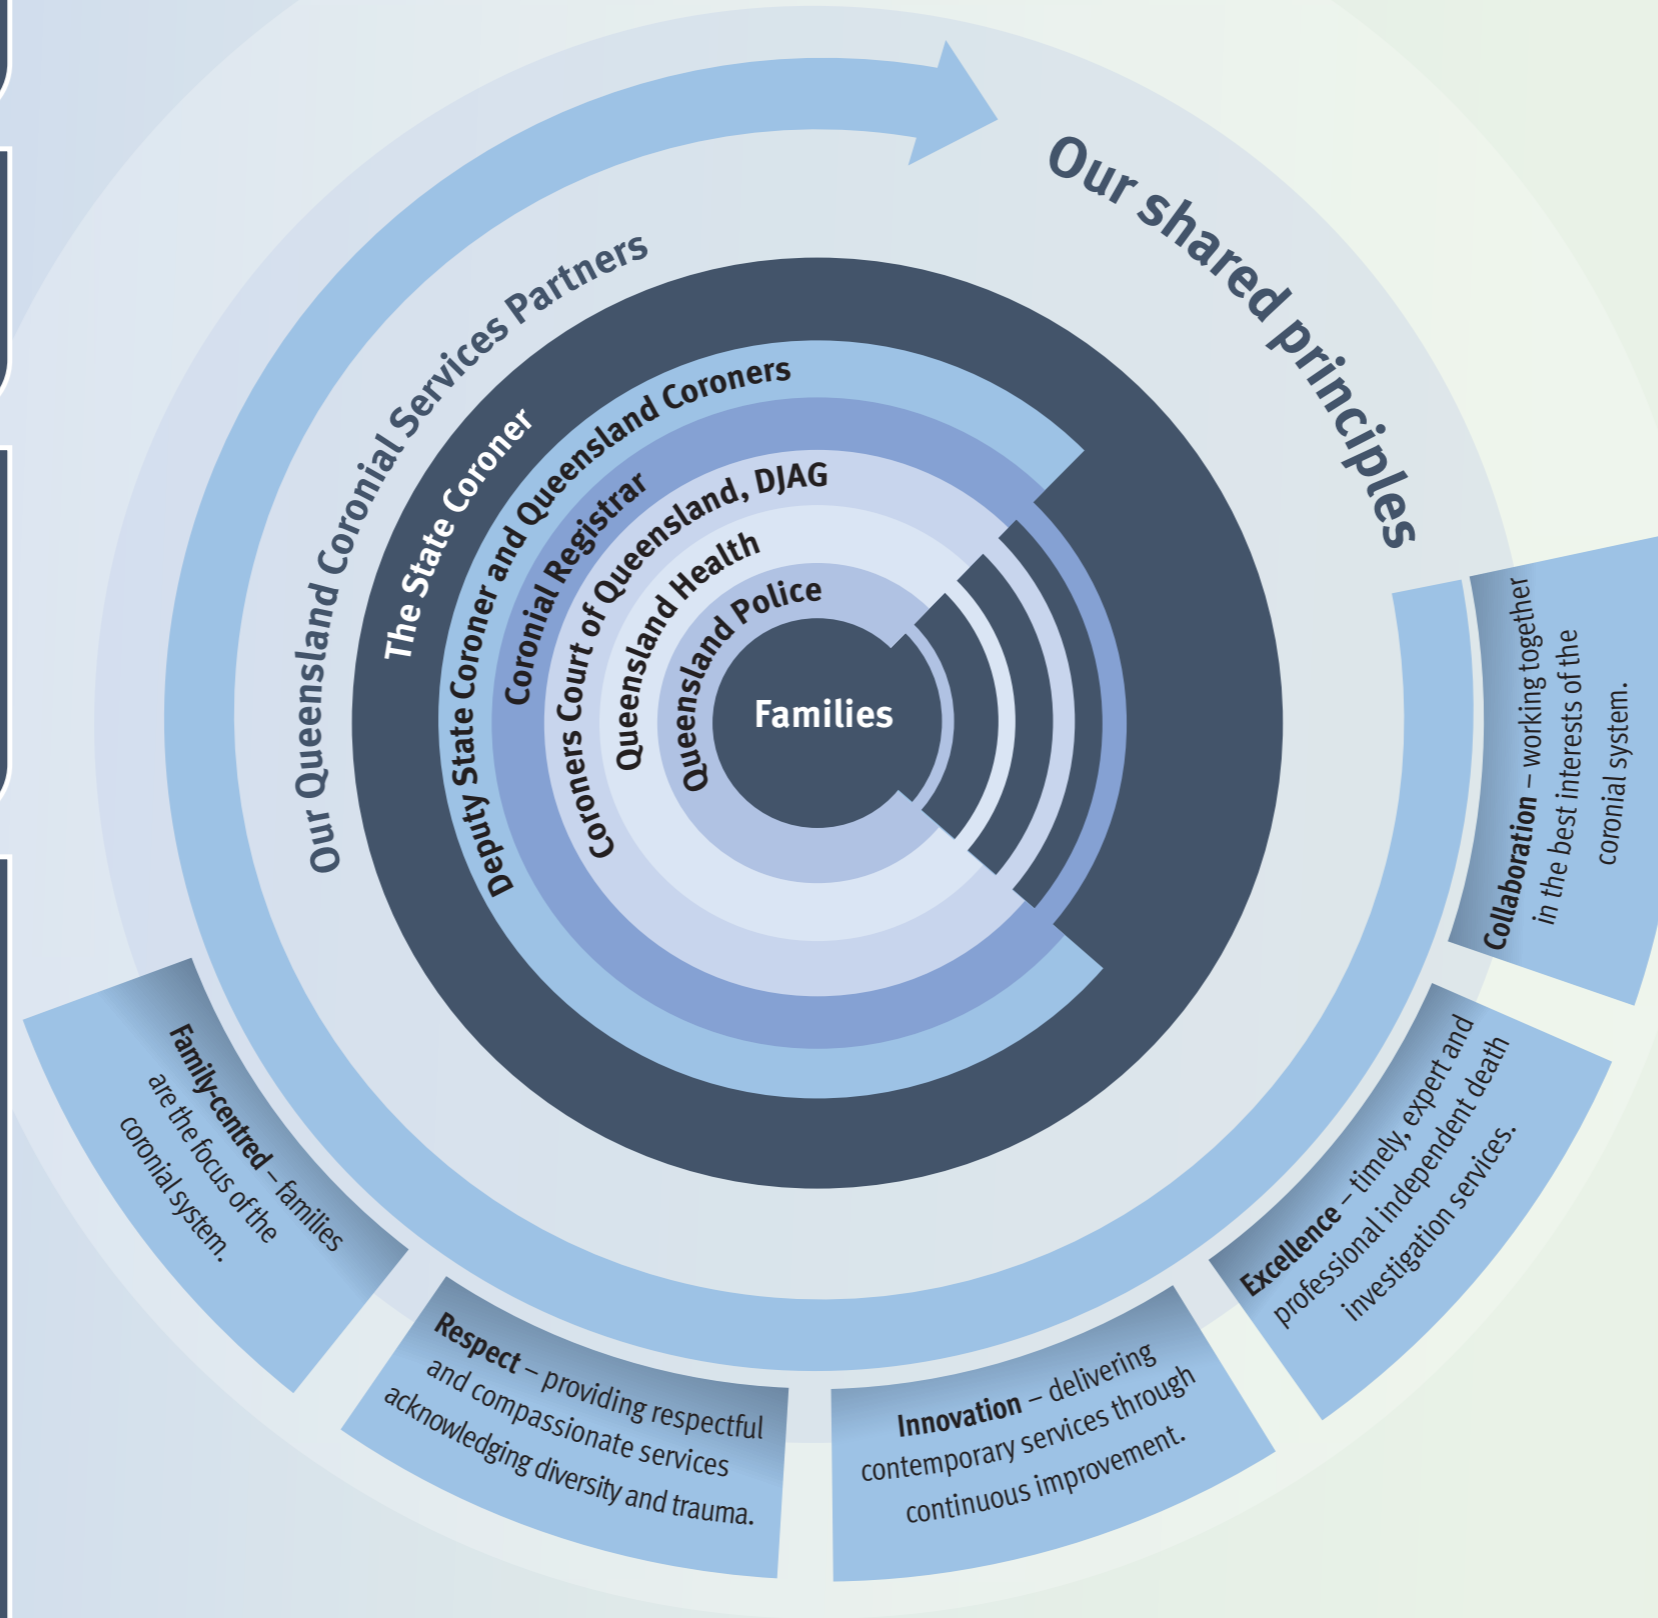 Our shared principles
Our Queensland Coronial Services Partners
The State Coroner
Deputy State Coroner and Queensland Coroners
Coronial Registrar
Coroners Court of Queensland, DJAG
Queensland Health
Queensland Police
Families
Family-centred – families
are the focus of the
coronial system.
Respect – providing respectful
and compassionate services
acknowledging diversity and trauma.
Innovation – delivering
contemporary services through
continuous improvement.
Excellence – timely, expert and
professional independent death
investigation services.
Collaboration – working together
in the best interests of the
coronial system.